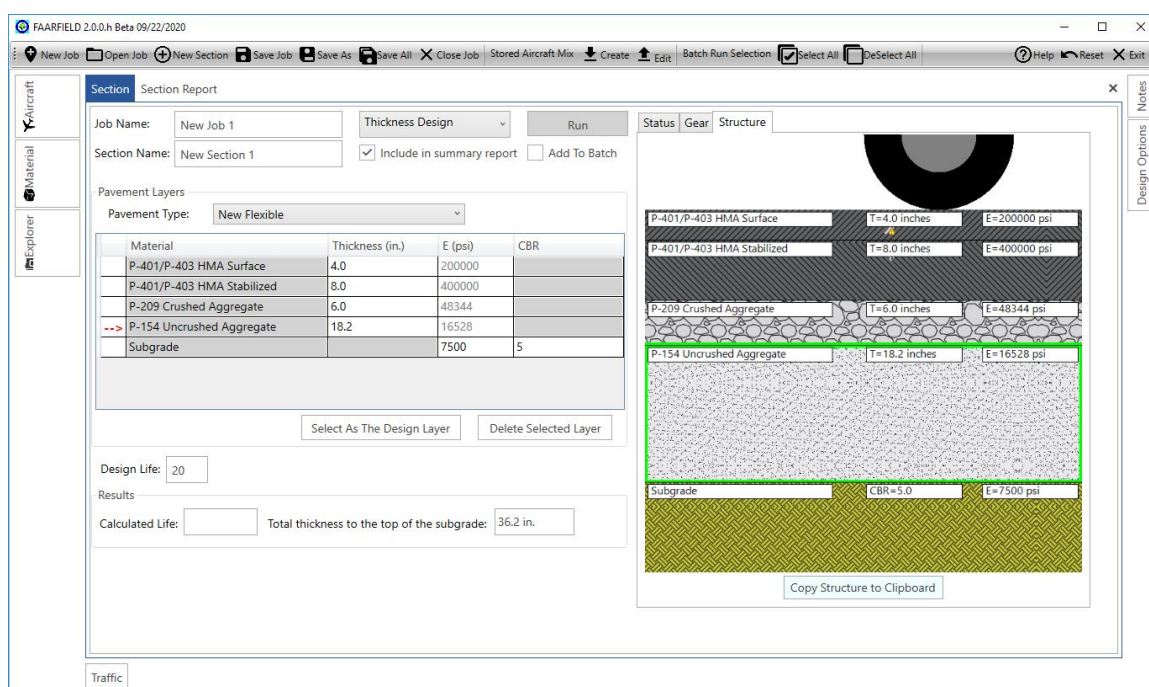 FAARFIELD 2.0.0.h Beta 09/22/2020
New Job Open Job New Section Save Job Save As Save All Close Job Stored Aircraft Mix Create Edit Batch Run Selection Select All DeSelect All Help Reset Exit
Aircraft
Material
Explorer
Section Section Report
Job Name: New Job 1 Thickness Design Run
Section Name: New Section 1 Include in summary report Add To Batch
Pavement Layers
Pavement Type: New Flexible
Material Thickness (in.) E (psi) CBR
P-401/P-403 HMA Surface 4.0 200000
P-401/P-403 HMA Stabilized 8.0 400000
P-209 Crushed Aggregate 6.0 48344
--> P-154 Uncrushed Aggregate 18.2 16528
Subgrade 7500 5
Select As The Design Layer Delete Selected Layer
Design Life: 20
Results
Calculated Life: Total thickness to the top of the subgrade: 36.2 in.
Status Gear Structure
P-401/P-403 HMA Surface T=4.0 inches E=200000 psi
P-401/P-403 HMA Stabilized T=8.0 inches E=400000 psi
P-209 Crushed Aggregate T=6.0 inches E=48344 psi
P-154 Uncrushed Aggregate T=18.2 inches E=16528 psi
Subgrade CBR=5.0 E=7500 psi
Copy Structure to Clipboard
Notes
Design Options
Traffic